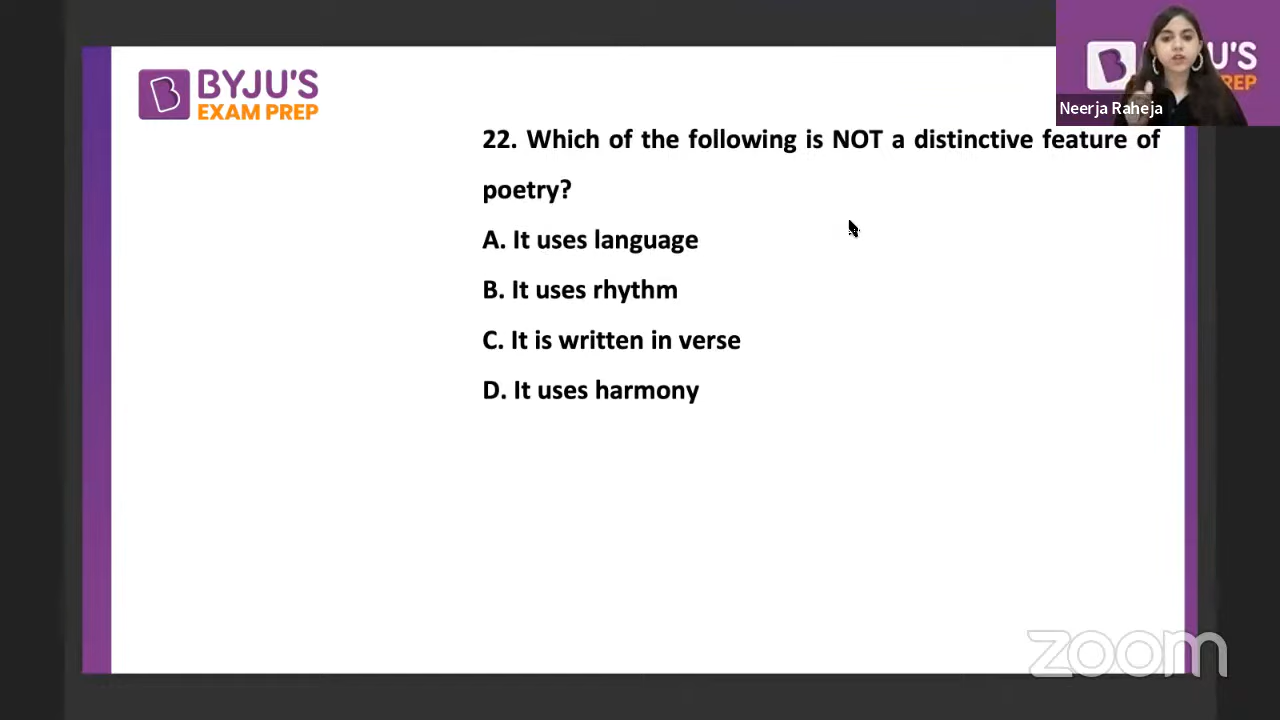 BYJU'S
EXAM PREP
U'S
REP
Neerja Raheja
22. Which of the following is NOT a distinctive feature of
poetry?
A. It uses language
B. It uses rhythm
C. It is written in verse
D. It uses harmony
zoom